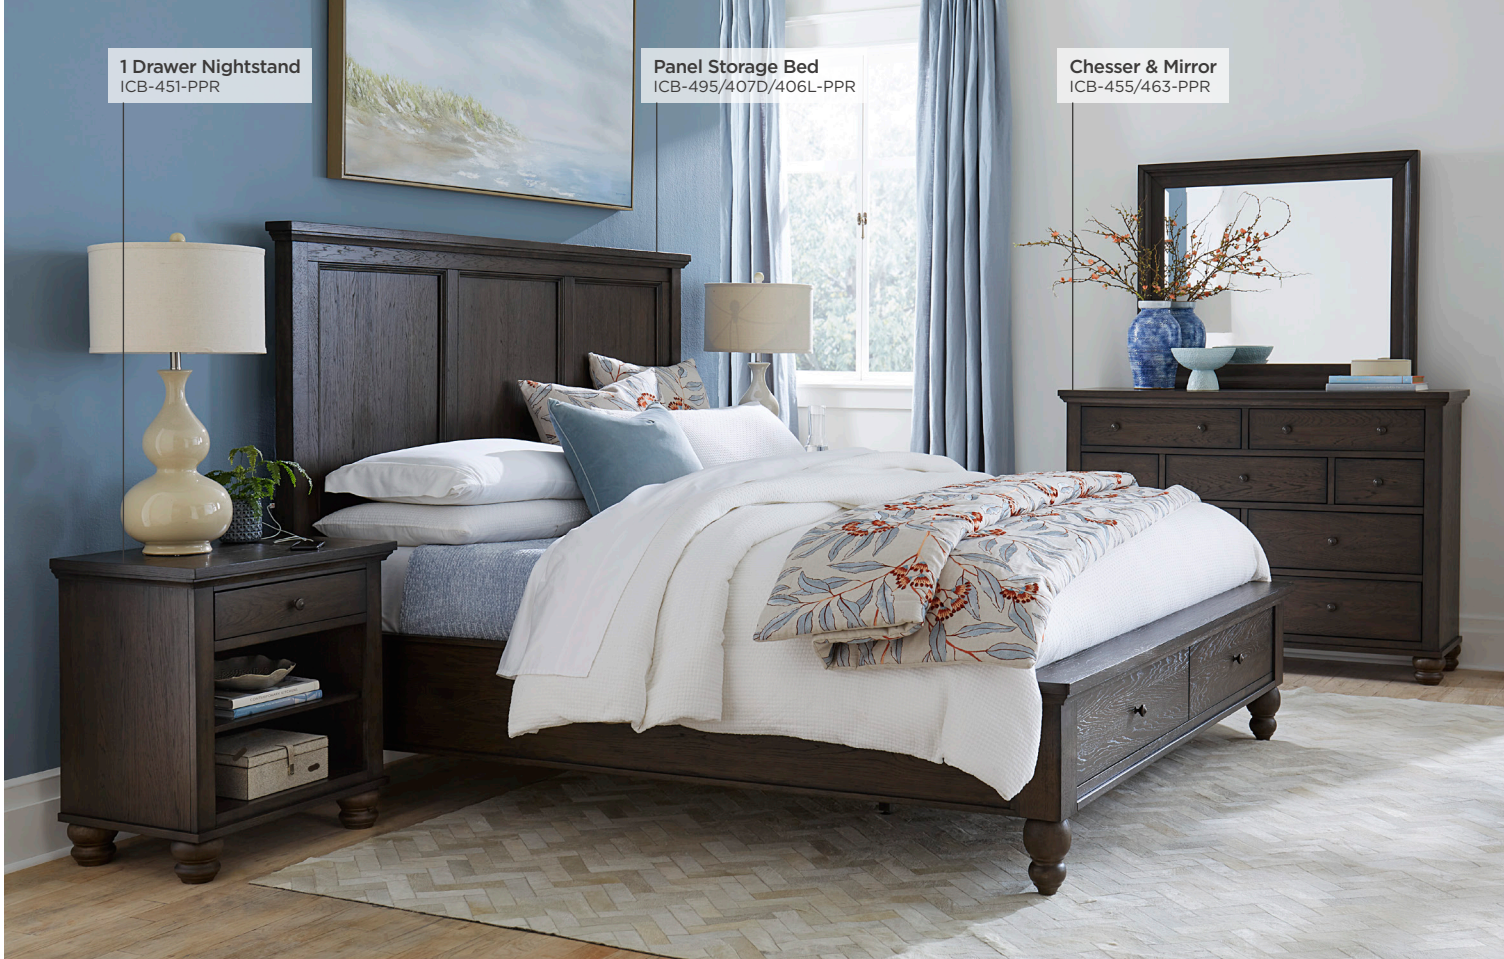 1 Drawer Nightstand
ICB-451-PPR
Panel Storage Bed
ICB-495/407D/406L-PPR
Chesser & Mirror
ICB-455/463-PPR